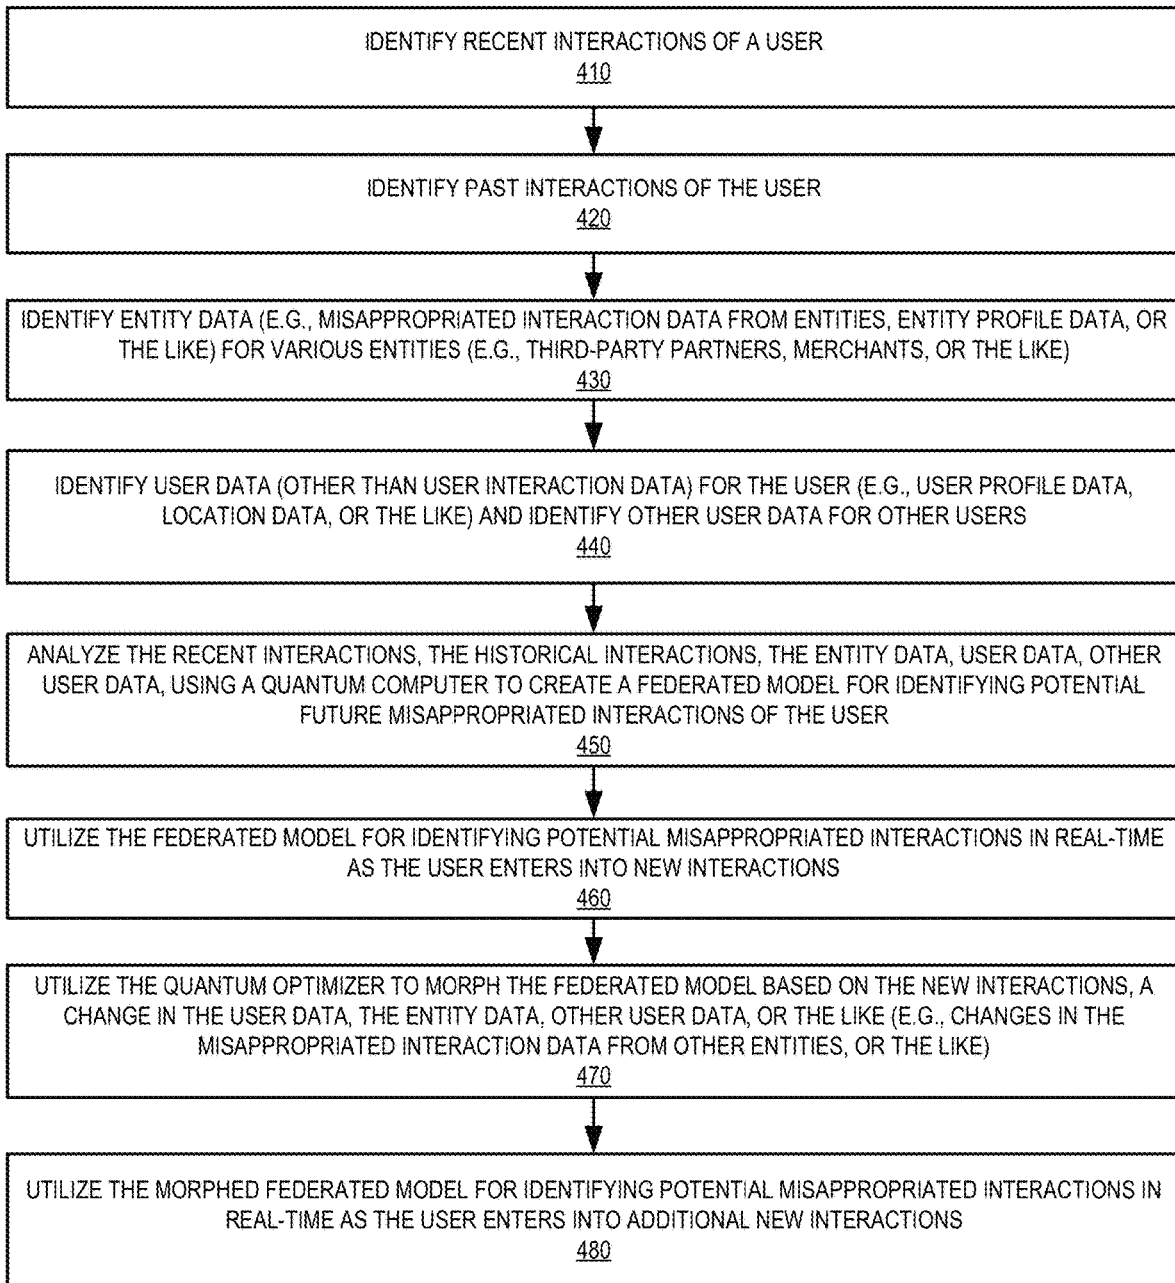 IDENTIFY RECENT INTERACTIONS OF A USER
410
IDENTIFY PAST INTERACTIONS OF THE USER
420
IDENTIFY ENTITY DATA (E.G., MISAPPROPRIATED INTERACTION DATA FROM ENTITIES, ENTITY PROFILE DATA, OR
THE LIKE) FOR VARIOUS ENTITIES (E.G., THIRD-PARTY PARTNERS, MERCHANTS, OR THE LIKE)
430
IDENTIFY USER DATA (OTHER THAN USER INTERACTION DATA) FOR THE USER (E.G., USER PROFILE DATA,
LOCATION DATA, OR THE LIKE) AND IDENTIFY OTHER USER DATA FOR OTHER USERS
440
ANALYZE THE RECENT INTERACTIONS, THE HISTORICAL INTERACTIONS, THE ENTITY DATA, USER DATA, OTHER
USER DATA, USING A QUANTUM COMPUTER TO CREATE A FEDERATED MODEL FOR IDENTIFYING POTENTIAL
FUTURE MISAPPROPRIATED INTERACTIONS OF THE USER
450
UTILIZE THE FEDERATED MODEL FOR IDENTIFYING POTENTIAL MISAPPROPRIATED INTERACTIONS IN REAL-TIME
AS THE USER ENTERS INTO NEW INTERACTIONS
460
UTILIZE THE QUANTUM OPTIMIZER TO MORPH THE FEDERATED MODEL BASED ON THE NEW INTERACTIONS, A
CHANGE IN THE USER DATA, THE ENTITY DATA, OTHER USER DATA, OR THE LIKE (E.G., CHANGES IN THE
MISAPPROPRIATED INTERACTION DATA FROM OTHER ENTITIES, OR THE LIKE)
470
UTILIZE THE MORPHED FEDERATED MODEL FOR IDENTIFYING POTENTIAL MISAPPROPRIATED INTERACTIONS IN
REAL-TIME AS THE USER ENTERS INTO ADDITIONAL NEW INTERACTIONS
480